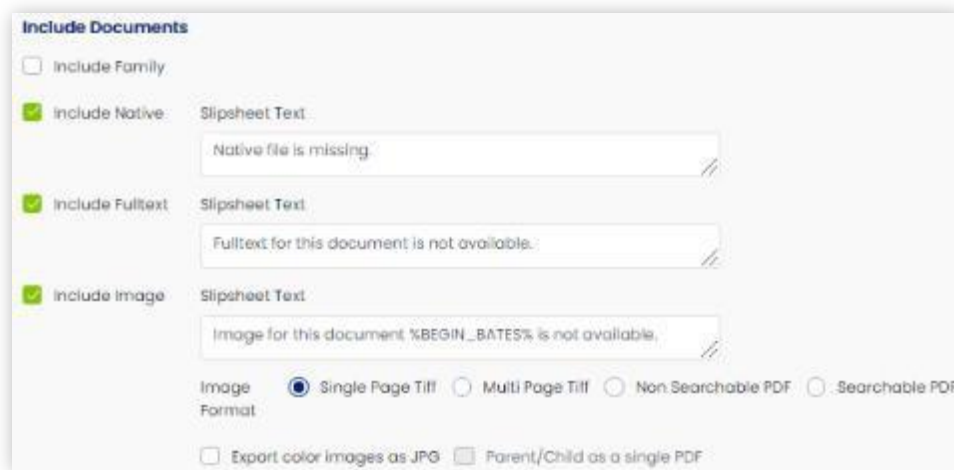 Include Documents
Include Family
Include Native Slipsheet Text
Native file is missing.
Include Fulltext Slipsheet Text
Fulltext for this document is not available.
Include Image Slipsheet Text
Image for this document %BEGIN_BATES% is not available.
Image Format Single Page Tiff Multi Page Tiff Non Searchable PDF Searchable PDF
Export color images as JPG Parent/Child as a single PDF